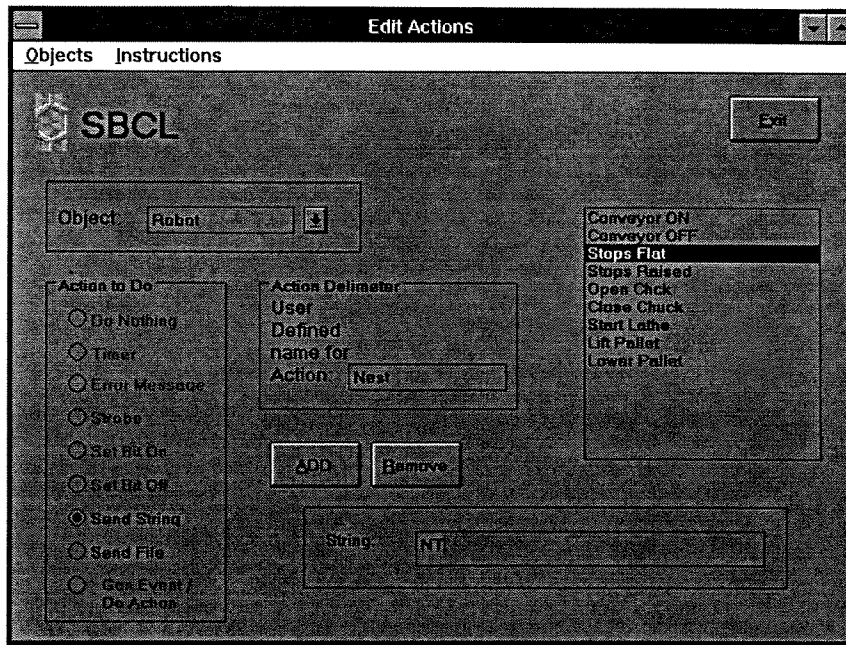 Edit Actions
Objects Instructions
SBCL
Exit
Object: Robot
Conveyor ON
Conveyor OFF
Stops Flat
Stops Raised
Open Chck
Close Chuck
Start Lathe
Lift Pallet
Lower Pallet
Action to Do
Do Nothing
Timer
Error Message
Strobe
Set Bit On
Set Bit Off
Send String
Send File
Gen Event /
Do Action
Action Delimeter
User
Defined
name for
Action: Nest
ADD Remove
String: NT